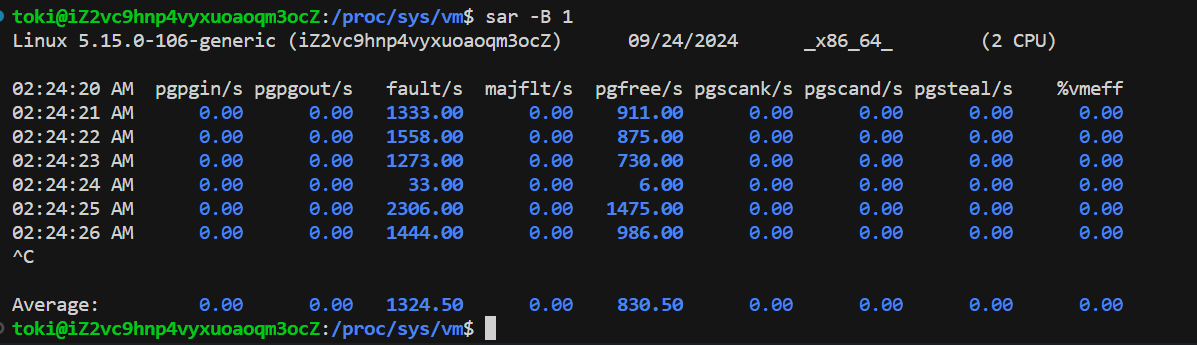 toki@iZ2vc9hnp4vyxuoaoqm3ocZ:/proc/sys/vm$ sar -B 1
Linux 5.15.0-106-generic (iZ2vc9hnp4vyxuoaoqm3ocZ) 09/24/2024 _x86_64_ (2 CPU)
02:24:20 AM pgpgin/s pgpgout/s fault/s majflt/s pgfree/s pgscank/s pgscand/s pgsteal/s %vmeff
02:24:21 AM 0.00 0.00 1333.00 0.00 911.00 0.00 0.00 0.00 0.00
02:24:22 AM 0.00 0.00 1558.00 0.00 875.00 0.00 0.00 0.00 0.00
02:24:23 AM 0.00 0.00 1273.00 0.00 730.00 0.00 0.00 0.00 0.00
02:24:24 AM 0.00 0.00 33.00 0.00 6.00 0.00 0.00 0.00 0.00
02:24:25 AM 0.00 0.00 2306.00 0.00 1475.00 0.00 0.00 0.00 0.00
02:24:26 AM 0.00 0.00 1444.00 0.00 986.00 0.00 0.00 0.00 0.00
^C
Average: 0.00 0.00 1324.50 0.00 830.50 0.00 0.00 0.00 0.00
toki@iZ2vc9hnp4vyxuoaoqm3ocZ:/proc/sys/vm$